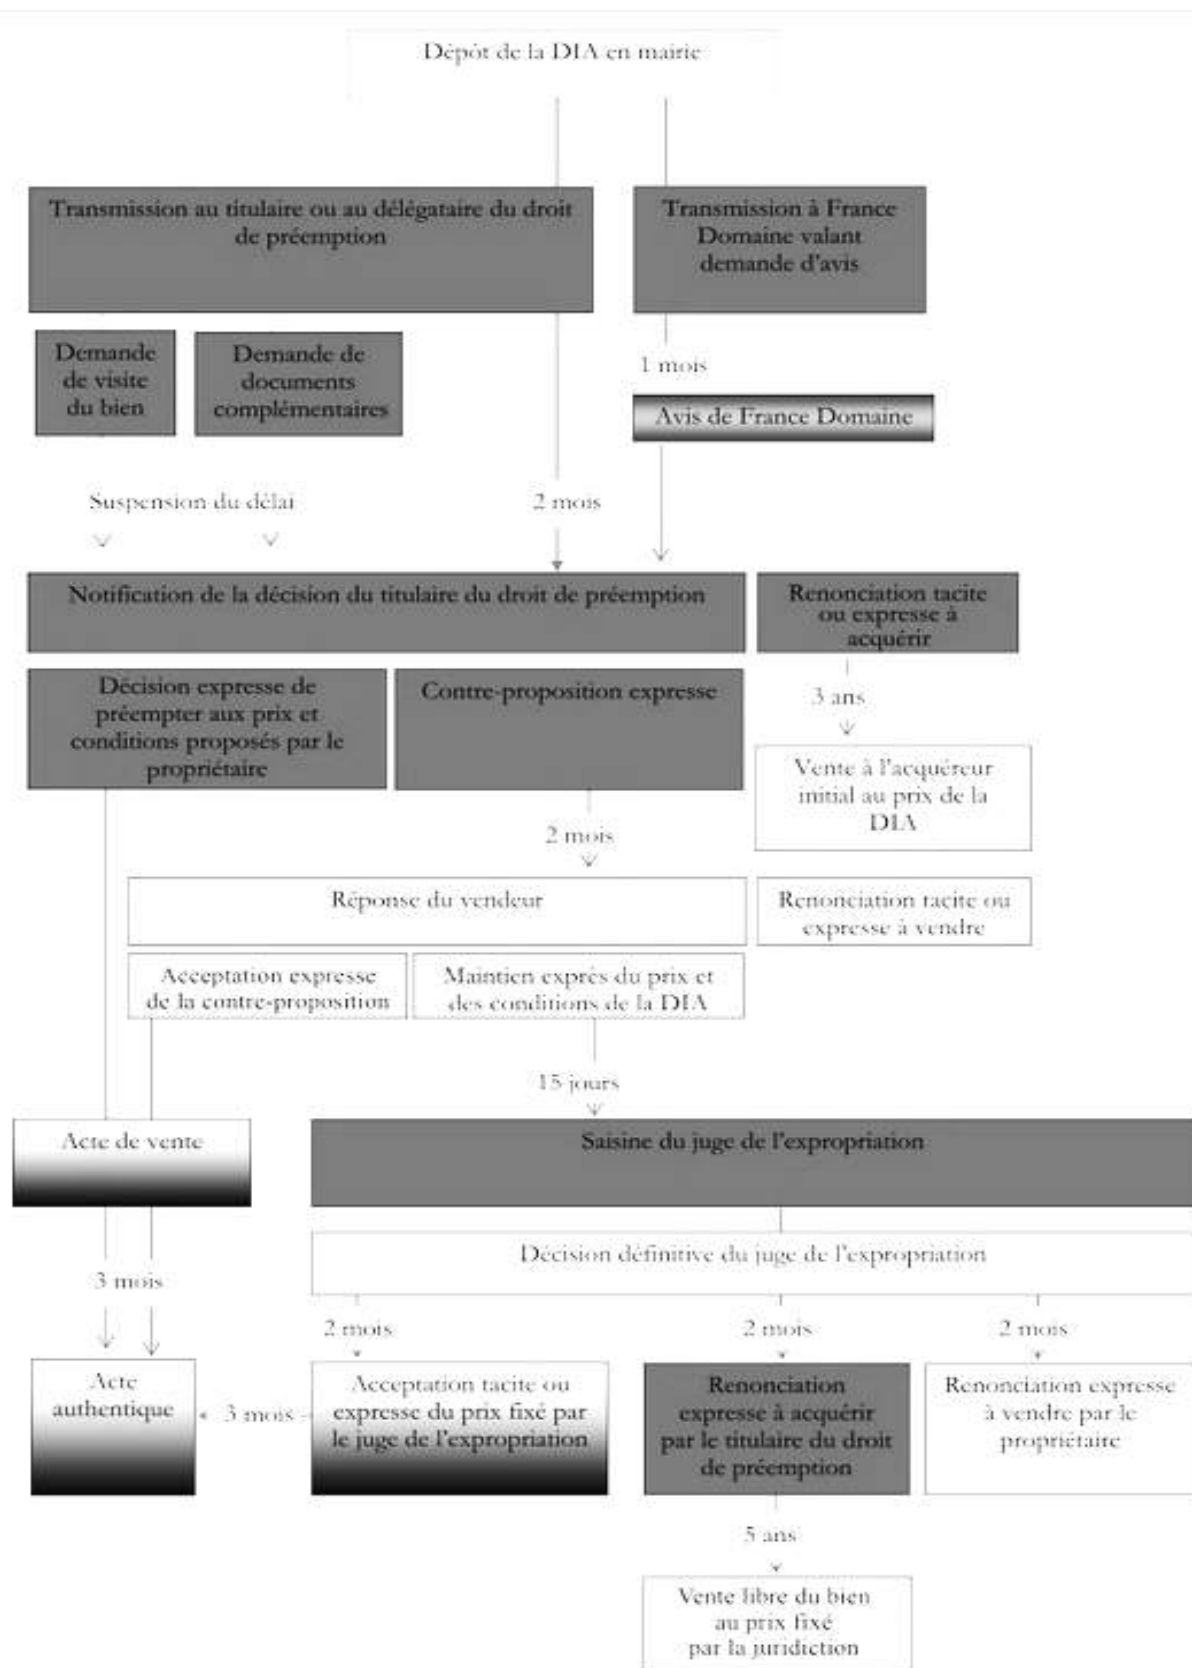 Dépôt de la DIA en mairie
Transmission au titulaire ou au délégataire du droit
de préemption
Transmission à France
Domaine valant
demande d'avis
Demande
de visite
du bien
Demande de
documents
complémentaires
1 mois
Avis de France Domaine
Suspension du délai
2 mois
Notification de la décision du titulaire du droit de préemption
Renonciation tacite
ou expresse à
acquérir
Décision expresse de
préempter aux prix et
conditions proposés par le
propriétaire
Contre-proposition expresse
3 ans
Vente à l'acquéreur
initial au prix de la
DIA
2 mois
Réponse du vendeur
Renonciation tacite ou
expresse à vendre
Acceptation expresse
de la contre-proposition
Maintien exprès du prix et
des conditions de la DIA
15 jours
Acte de vente
Saisine du juge de l'expropriation
Décision définitive du juge de l'expropriation
3 mois
2 mois
2 mois
2 mois
Acte
authentique
3 mois
Acceptation tacite ou
expresse du prix fixé par
le juge de l'expropriation
Renonciation
expresse à acquérir
par le titulaire du droit
de préemption
Renonciation expresse
à vendre par le
propriétaire
5 ans
Vente libre du bien
au prix fixé
par la juridiction